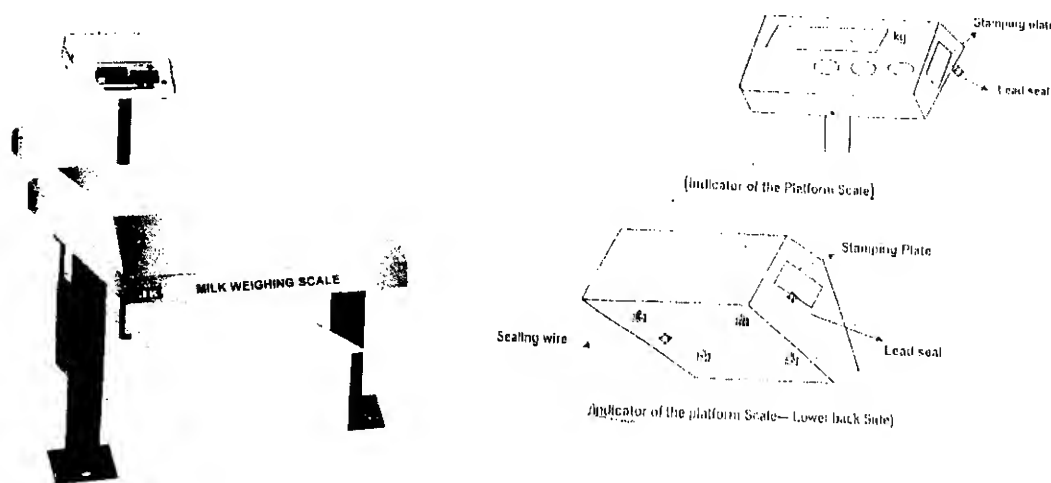 MILK WEIGHING SCALE
kg
Stamping plate
Lead seal
(Indicator of the Platform Scale)
Stamping Plate
Sealing wire
Lead seal
(Indicator of the platform Scale— Lower back Side)